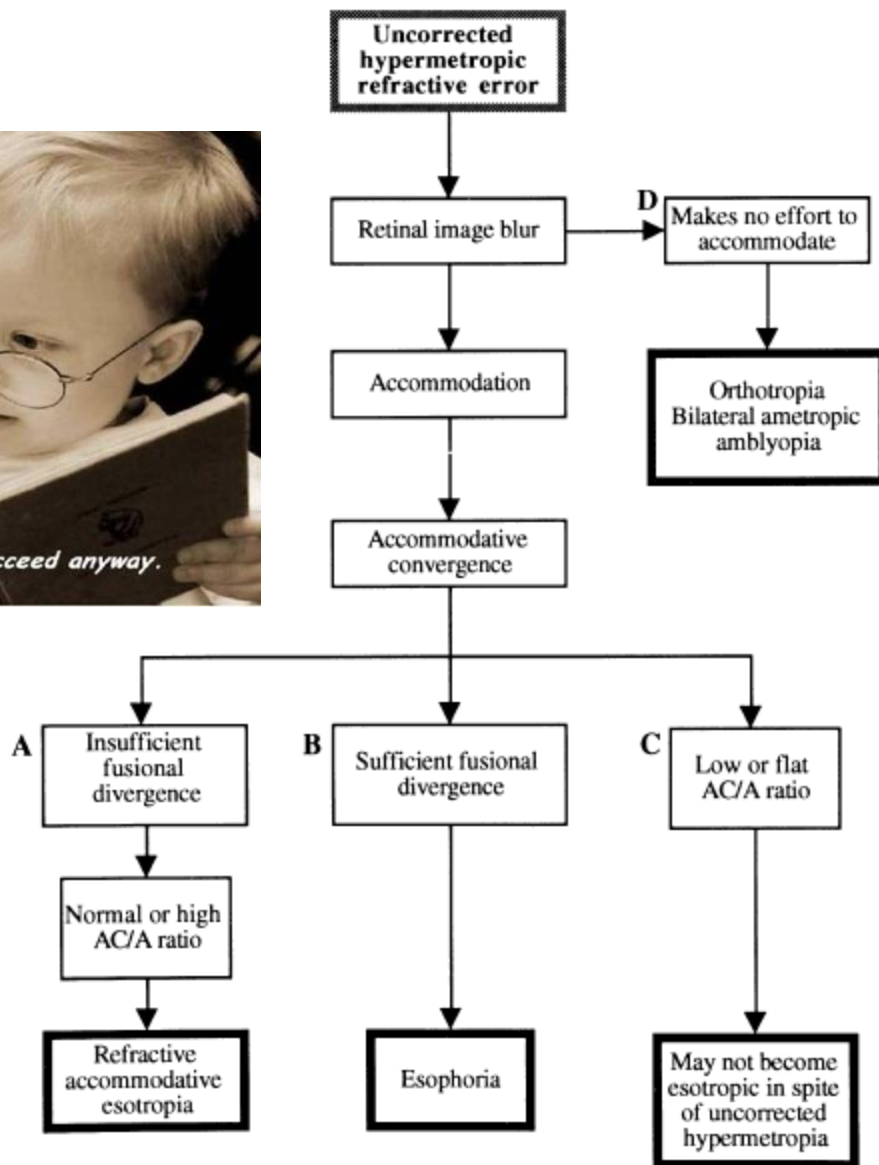 Uncorrected
hypermetropic
refractive error
Retinal image blur
D
Makes no effort to
accommodate
Accommodation
Orthotropia
Bilateral ametropic
amblyopia
Accommodative
convergence
anyway.
A
Insufficient
fusional
divergence
B
Sufficient fusional
divergence
C
Low or flat
AC/A ratio
Normal or high
AC/A ratio
Refractive
accommodative
esotropia
Esophoria
May not become
esotropic in spite
of uncorrected
hypermetropia